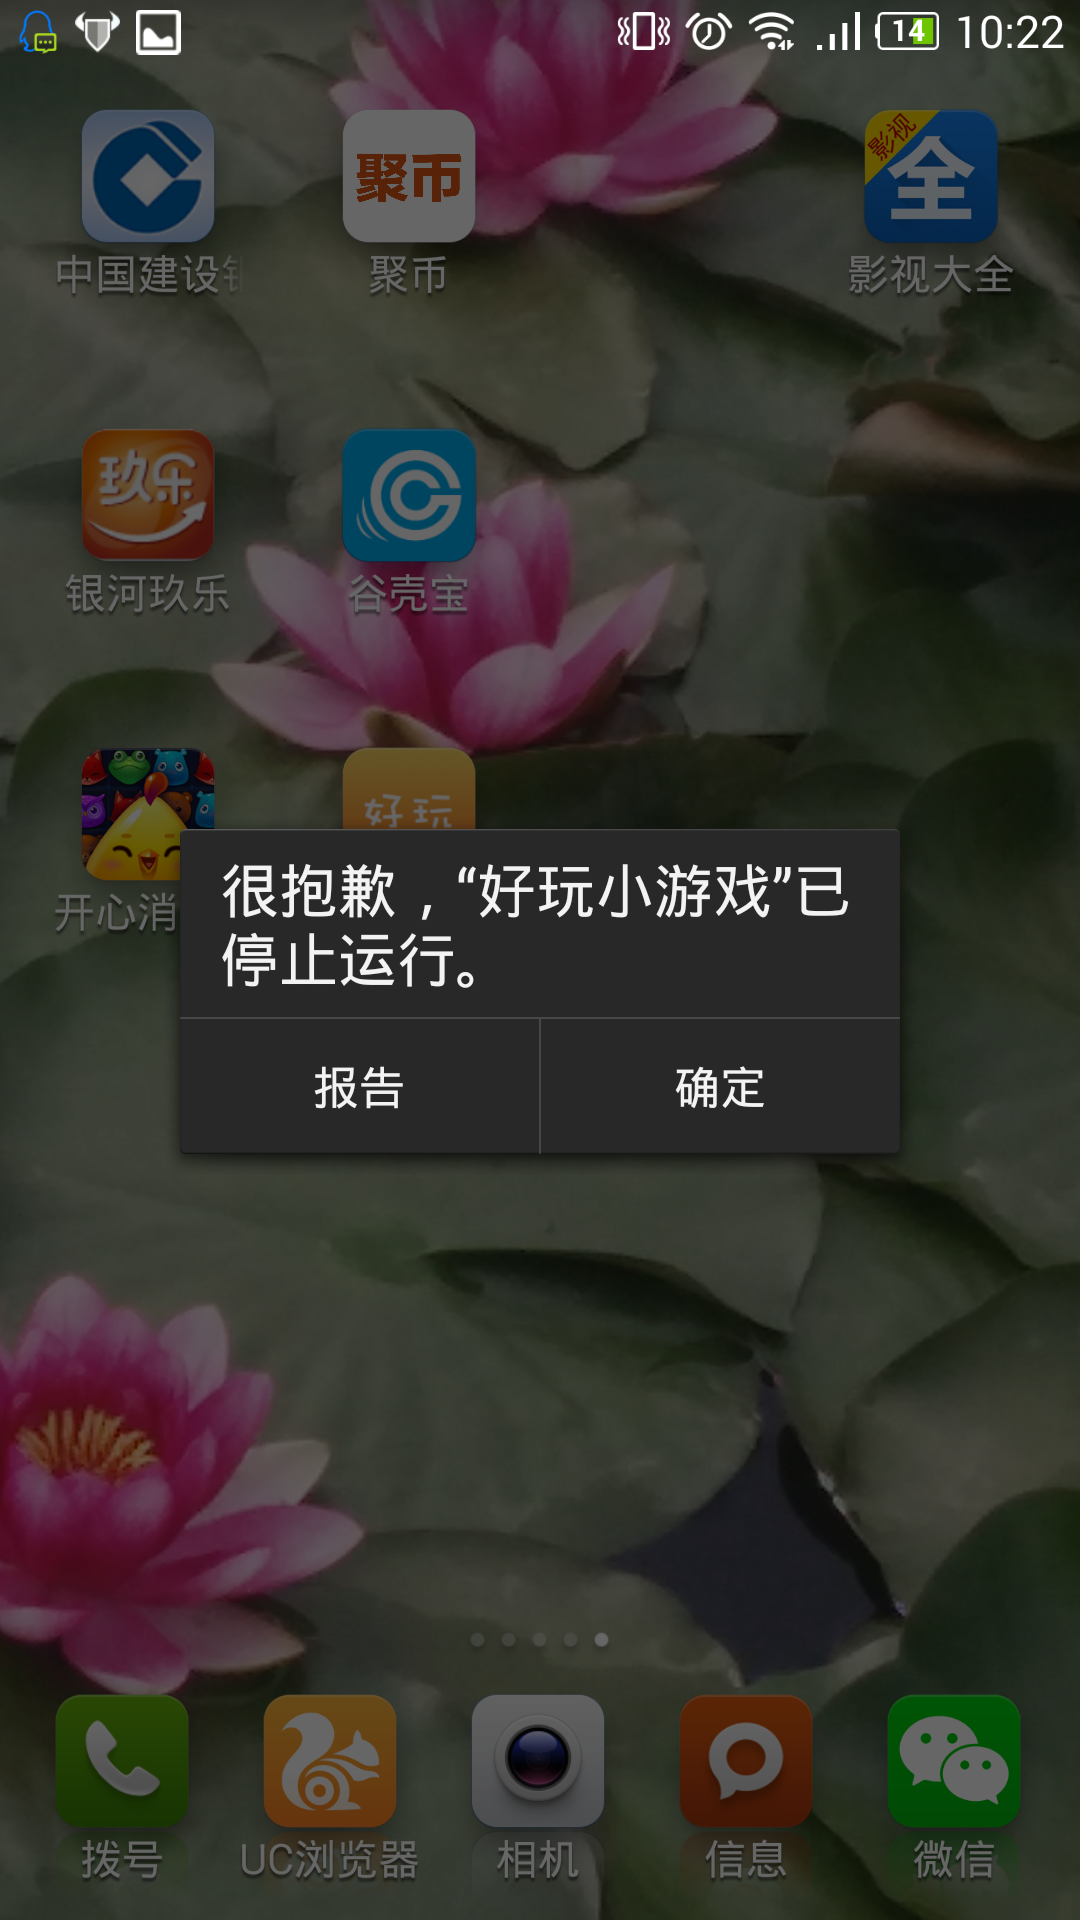 14 10:22
聚币
影视
全
中国建设
聚币
影视大全
玖乐
银河玖乐
谷壳宝
好玩
开心消
很抱歉，“好玩小游戏”已
停止运行。
报告
确定
拨号
UC浏览器
相机
信息
微信